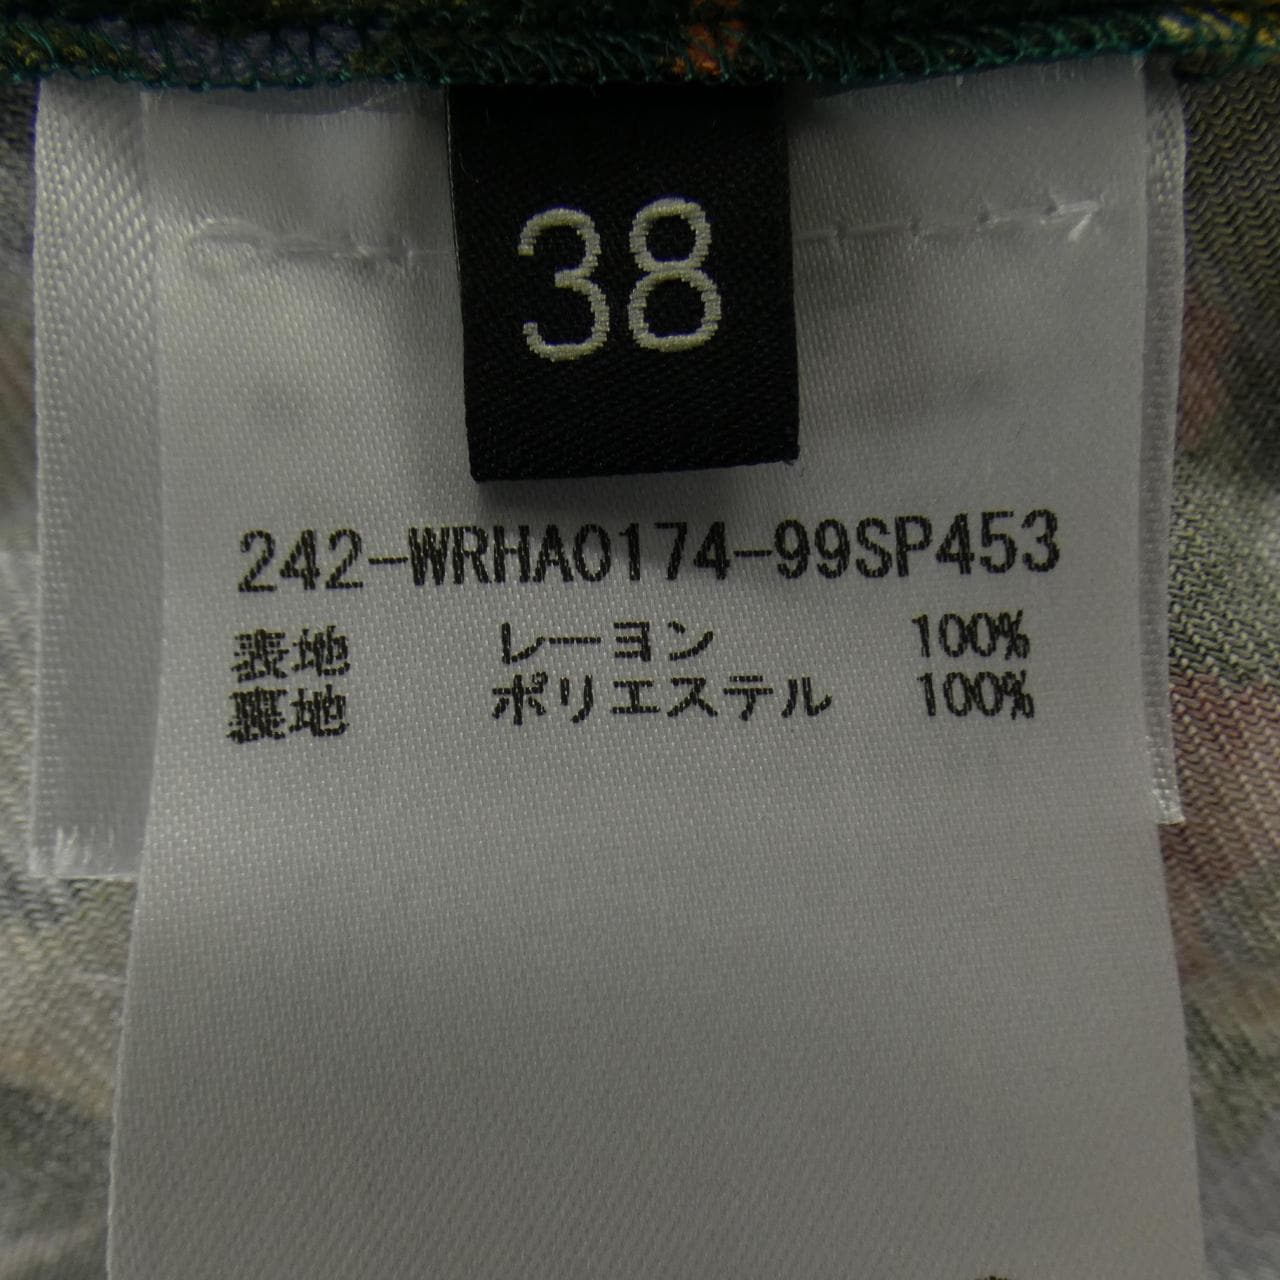 38
242-WRHA0174-99SP453
表地 レーヨン 100%
裏地 ポリエステル 100%